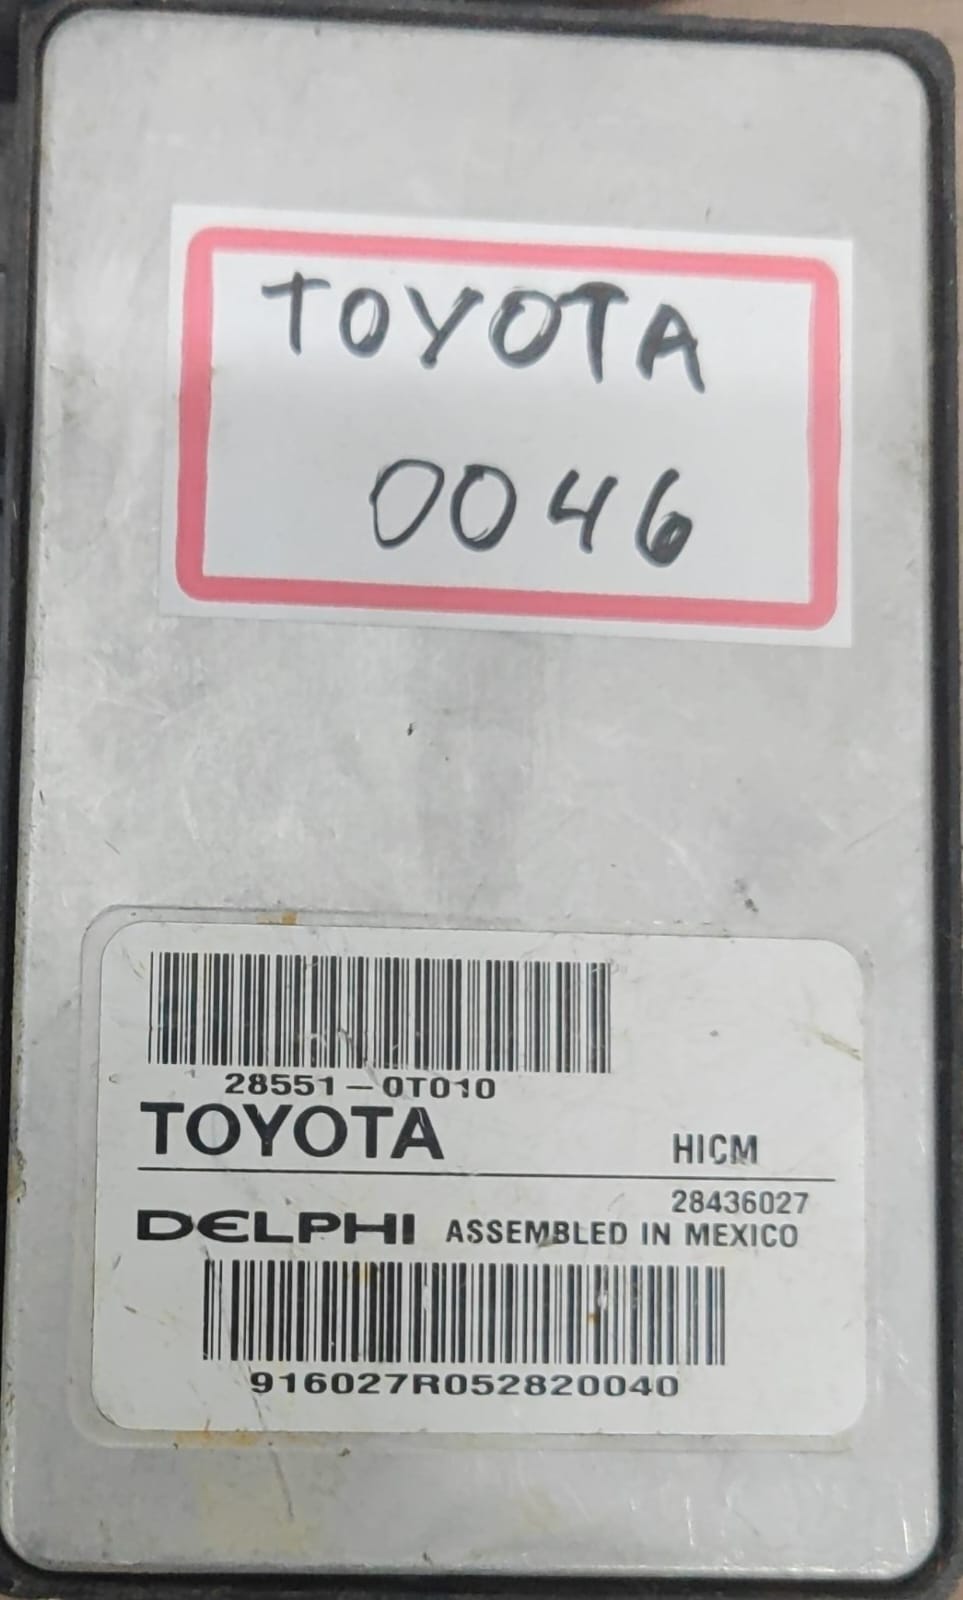 TOYOTA
0046
28551-0T010
TOYOTA
HICM
28436027
DELPHI ASSEMBLED IN MEXICO
916027R052820040